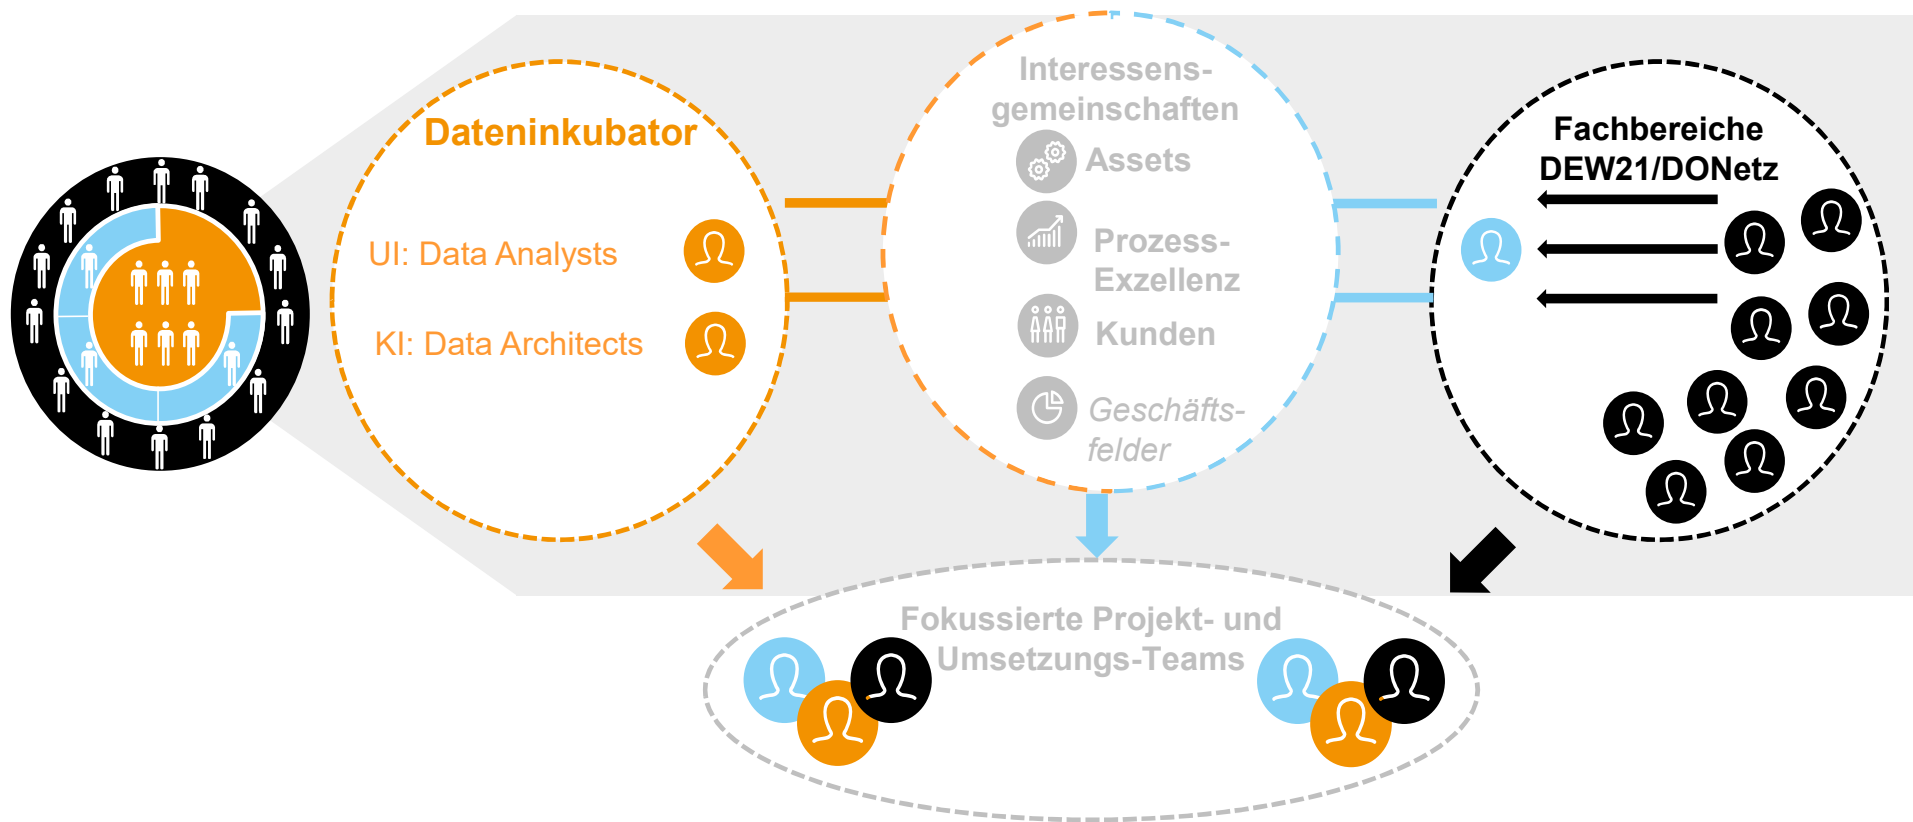 Dateninkubator
UI: Data Analysts
KI: Data Architects
Interessens-
gemeinschaften
Assets
Prozess-
Exzellenz
Kunden
Geschäfts-
felder
Fachbereiche
DEW21/DONetz
Fokussierte Projekt- und
Umsetzungs-Teams